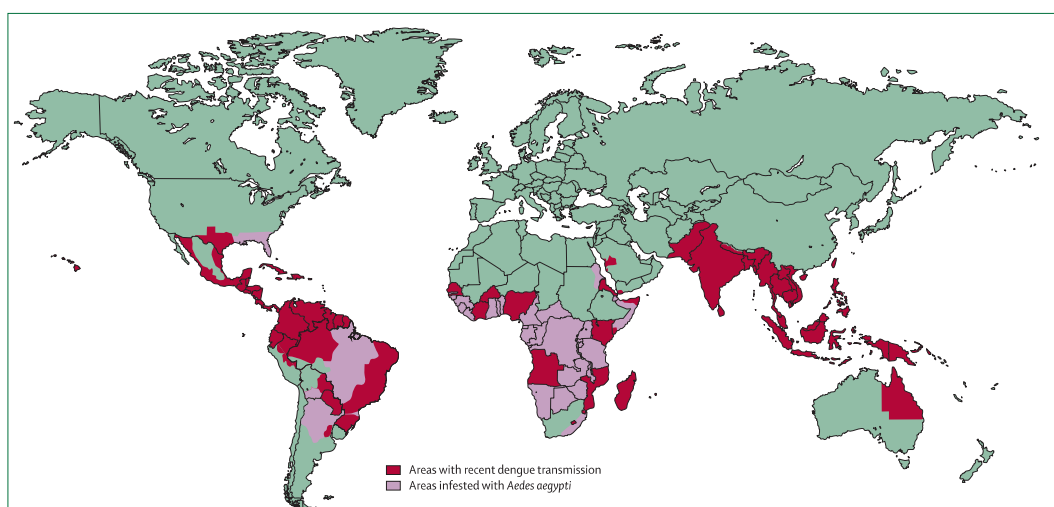 Areas with recent dengue transmission
Areas infested with Aedes aegypti